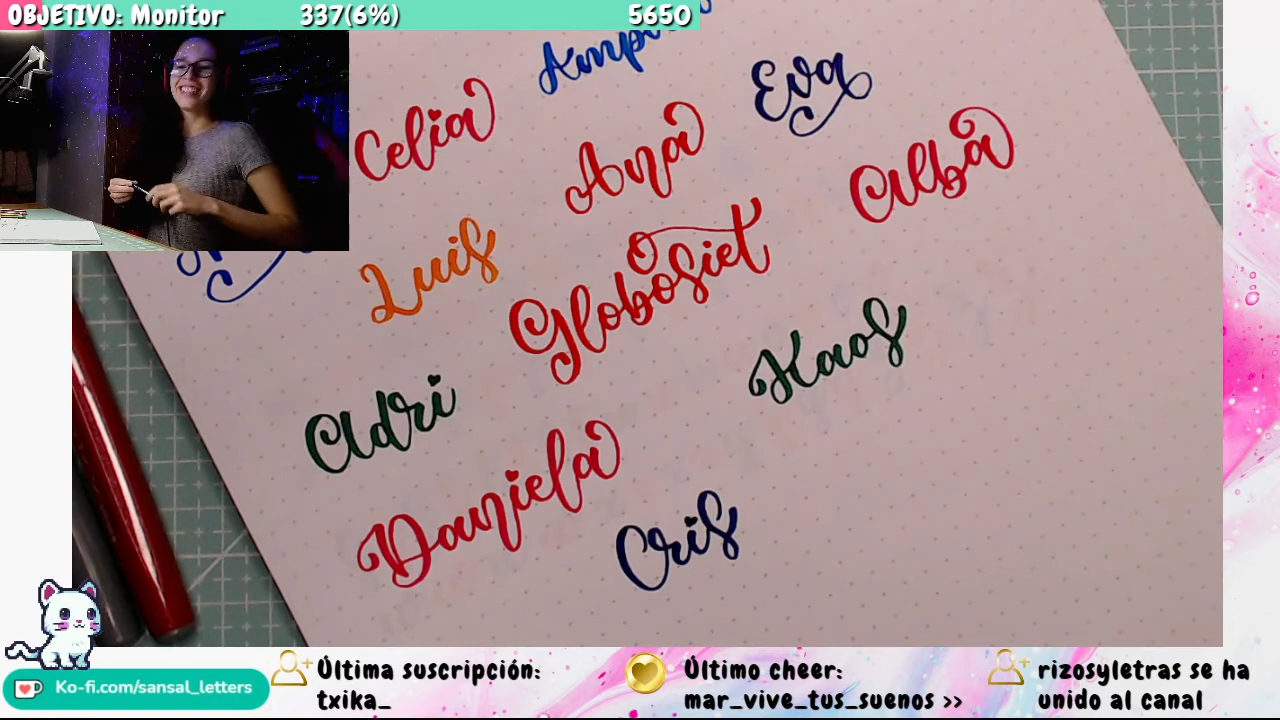 OBJETIVO: Monitor 337(6%) 5650
Celia
Eva
Ana
Alba
Luis
Globosiet
Kaos
Adri
Daniela
Cris
Ko-fi.com/sansal_letters
Última suscripción:
txika_
Último cheer:
mar_vive_tus_suenos >>
rizosyletras se ha
unido al canal